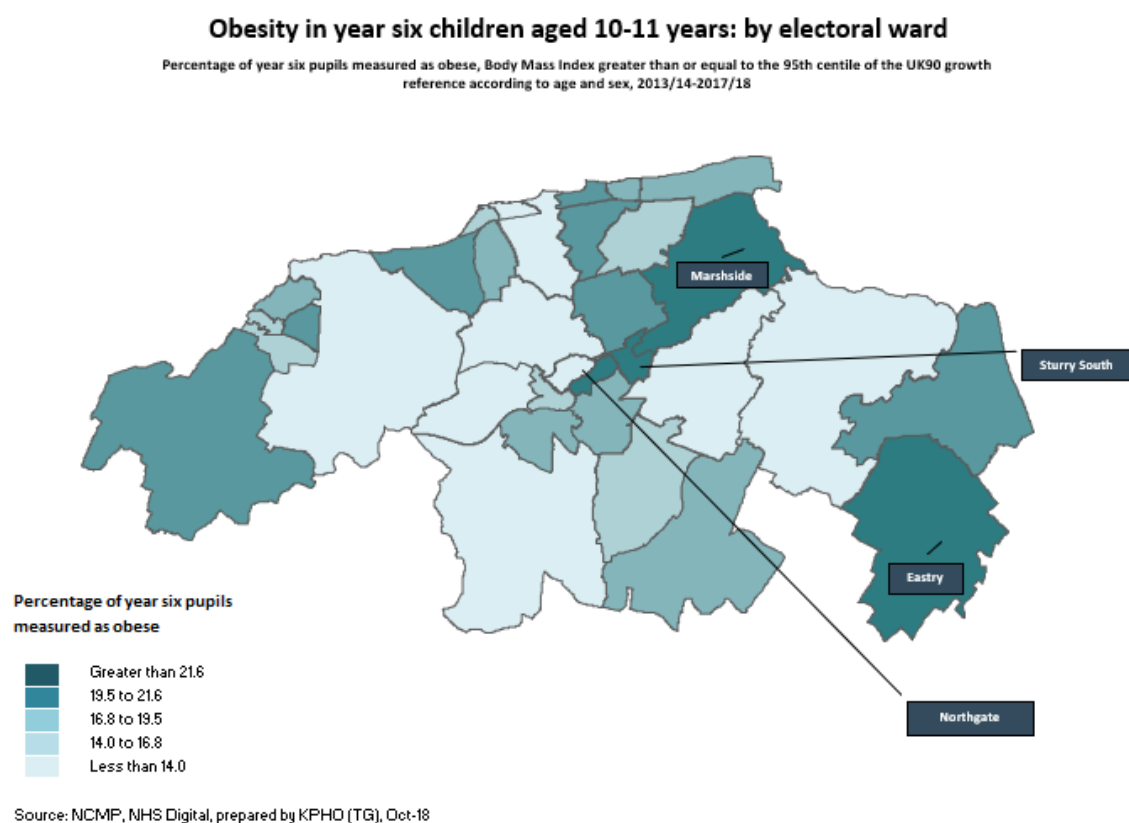 Obesity in year six children aged 10-11 years: by electoral ward
Percentage of year six pupils measured as obese, Body Mass Index greater than or equal to the 95th centile of the UK90 growth
reference according to age and sex, 2013/14-2017/18
Marshside
Sturry South
Eastry
Northgate
Percentage of year six pupils
measured as obese
Greater than 21.6
19.5 to 21.6
16.8 to 19.5
14.0 to 16.8
Less than 14.0
Source: NCMP, NHS Digital, prepared by KPHO (TG), Oct-18